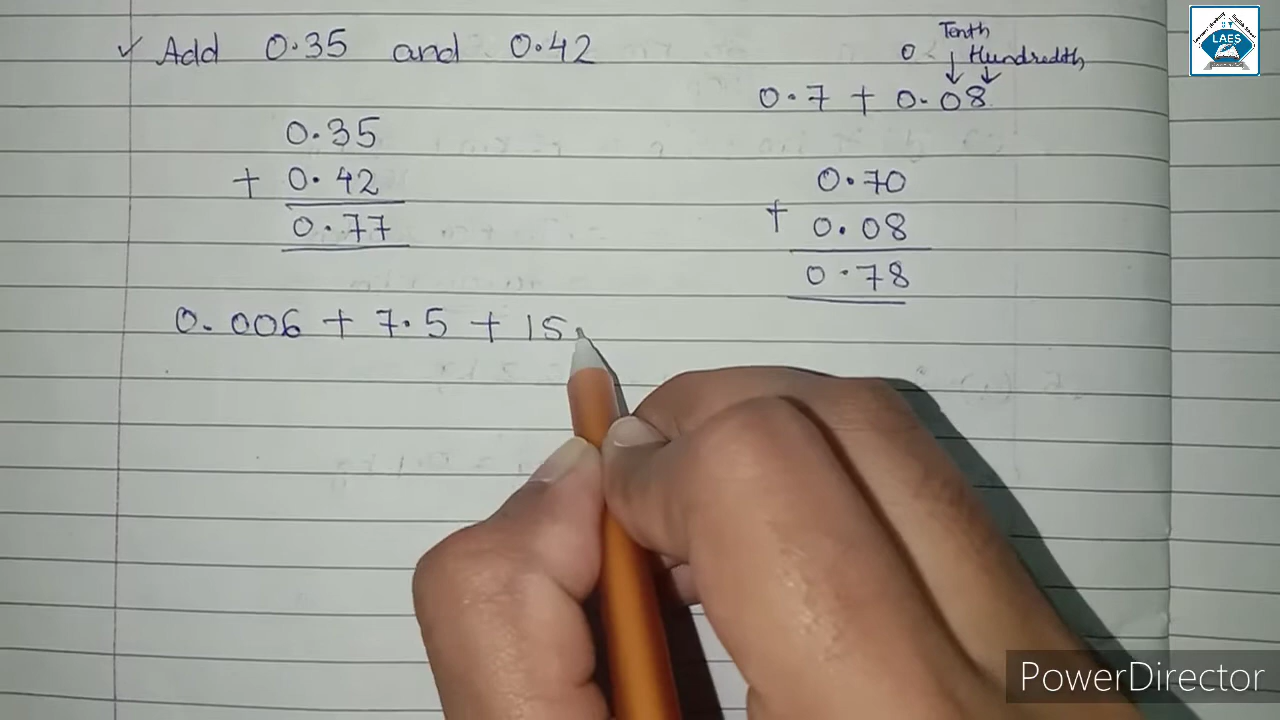 ✓ Add 0.35 and 0.42
0.35
+ 0.42
0.77
Tenth
0. ↓ Hundredth
↓
0.7 + 0.08
0.70
+ 0.08
0.78
0.006 + 7.5 + 15.
LAES
PowerDirector